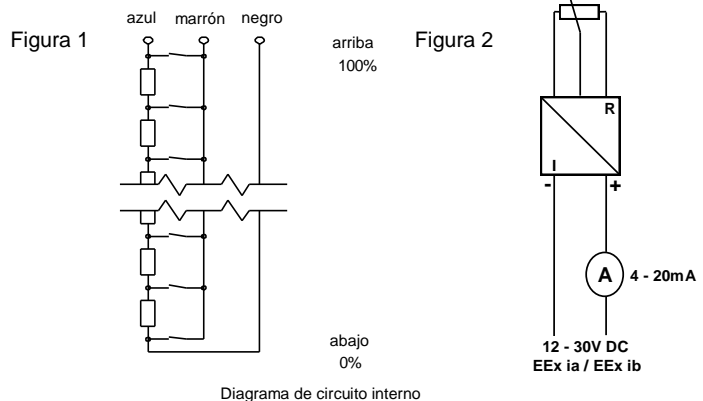 Figura 1
azul marrón negro
arriba
100%
abajo
0%
Diagrama de circuito interno
Figura 2
R
I
- +
A 4 - 20mA
12 - 30V DC
EEx ia / EEx ib